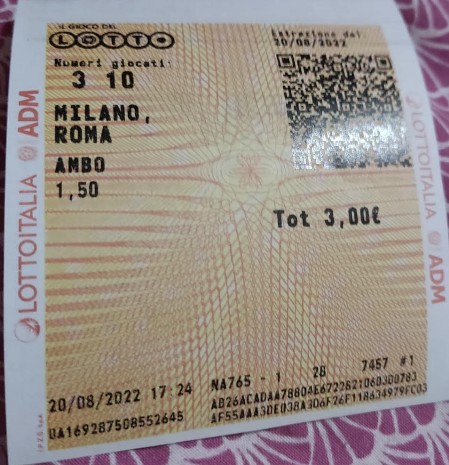 IL GIOCO DEL
LOTTO
Estrazione del
20/08/2022
Numeri giocati:
3 10
MILANO,
ROMA
AMBO
1,50
Tot 3,00€
LOTTOITALIA ADM
LOTTOITALIA ADM
20/08/2022 17:24
NA765 - 1 28 7457 #1
BA169287508552645